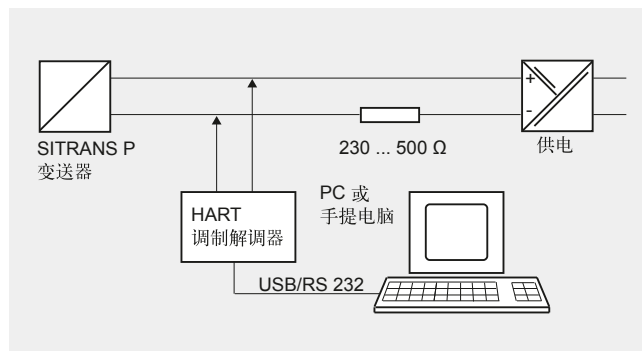 +
-
SITRANS P
变送器
230 ... 500 Ω
供电
HART
调制解调器
PC 或
手提电脑
USB/RS 232